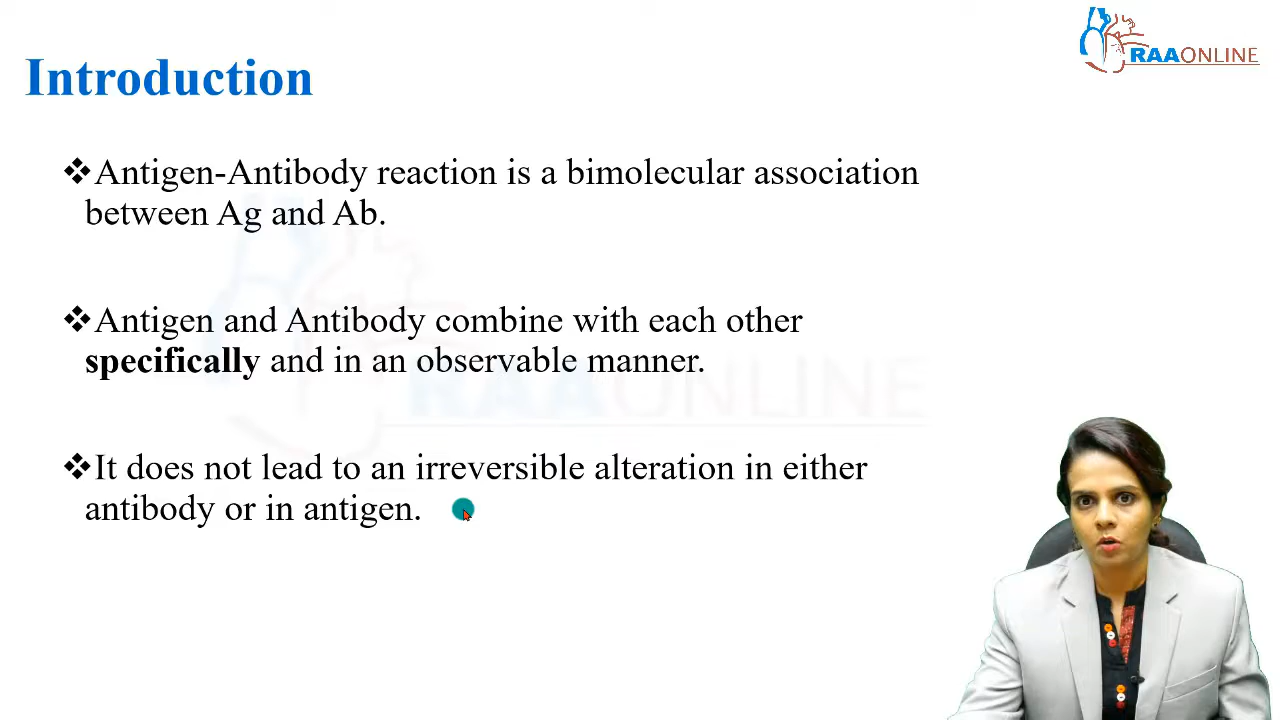 RAAONLINE
Introduction
❖Antigen-Antibody reaction is a bimolecular association
between Ag and Ab.
❖Antigen and Antibody combine with each other
specifically and in an observable manner.
RAAONLINE
❖It does not lead to an irreversible alteration in either
antibody or in antigen.